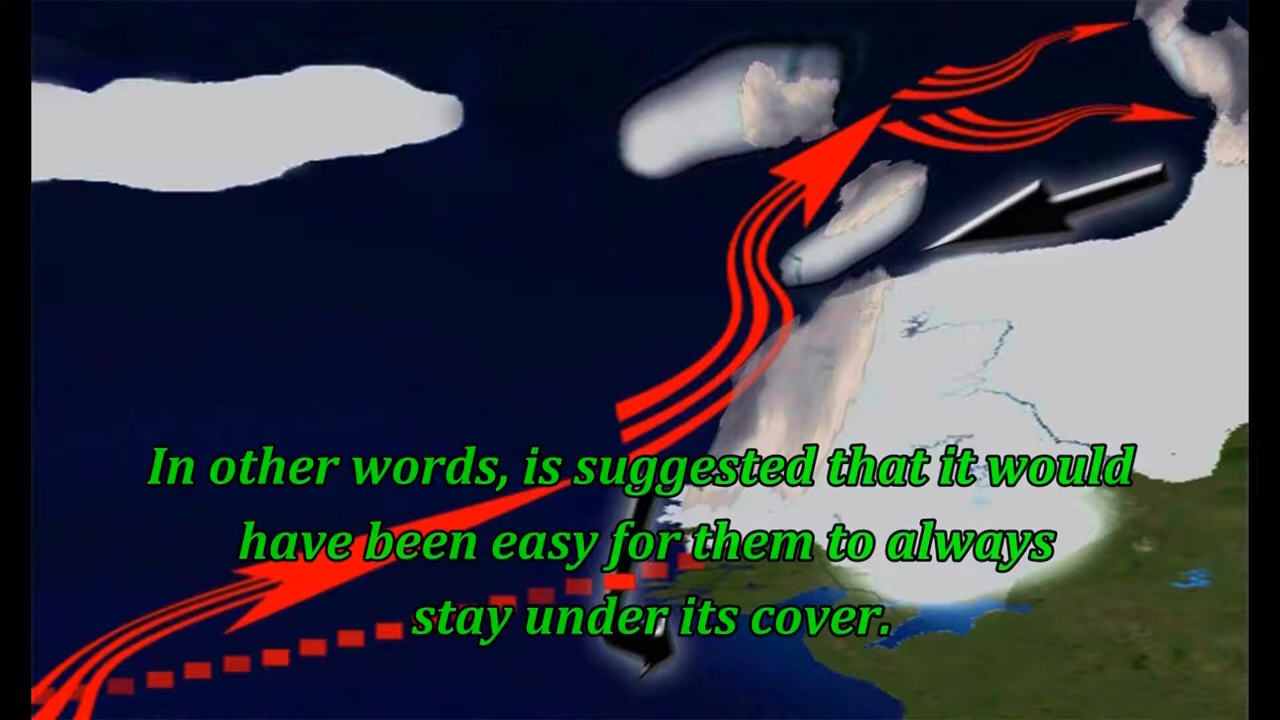 In other words, is suggested that it would
have been easy for them to always
stay under its cover.